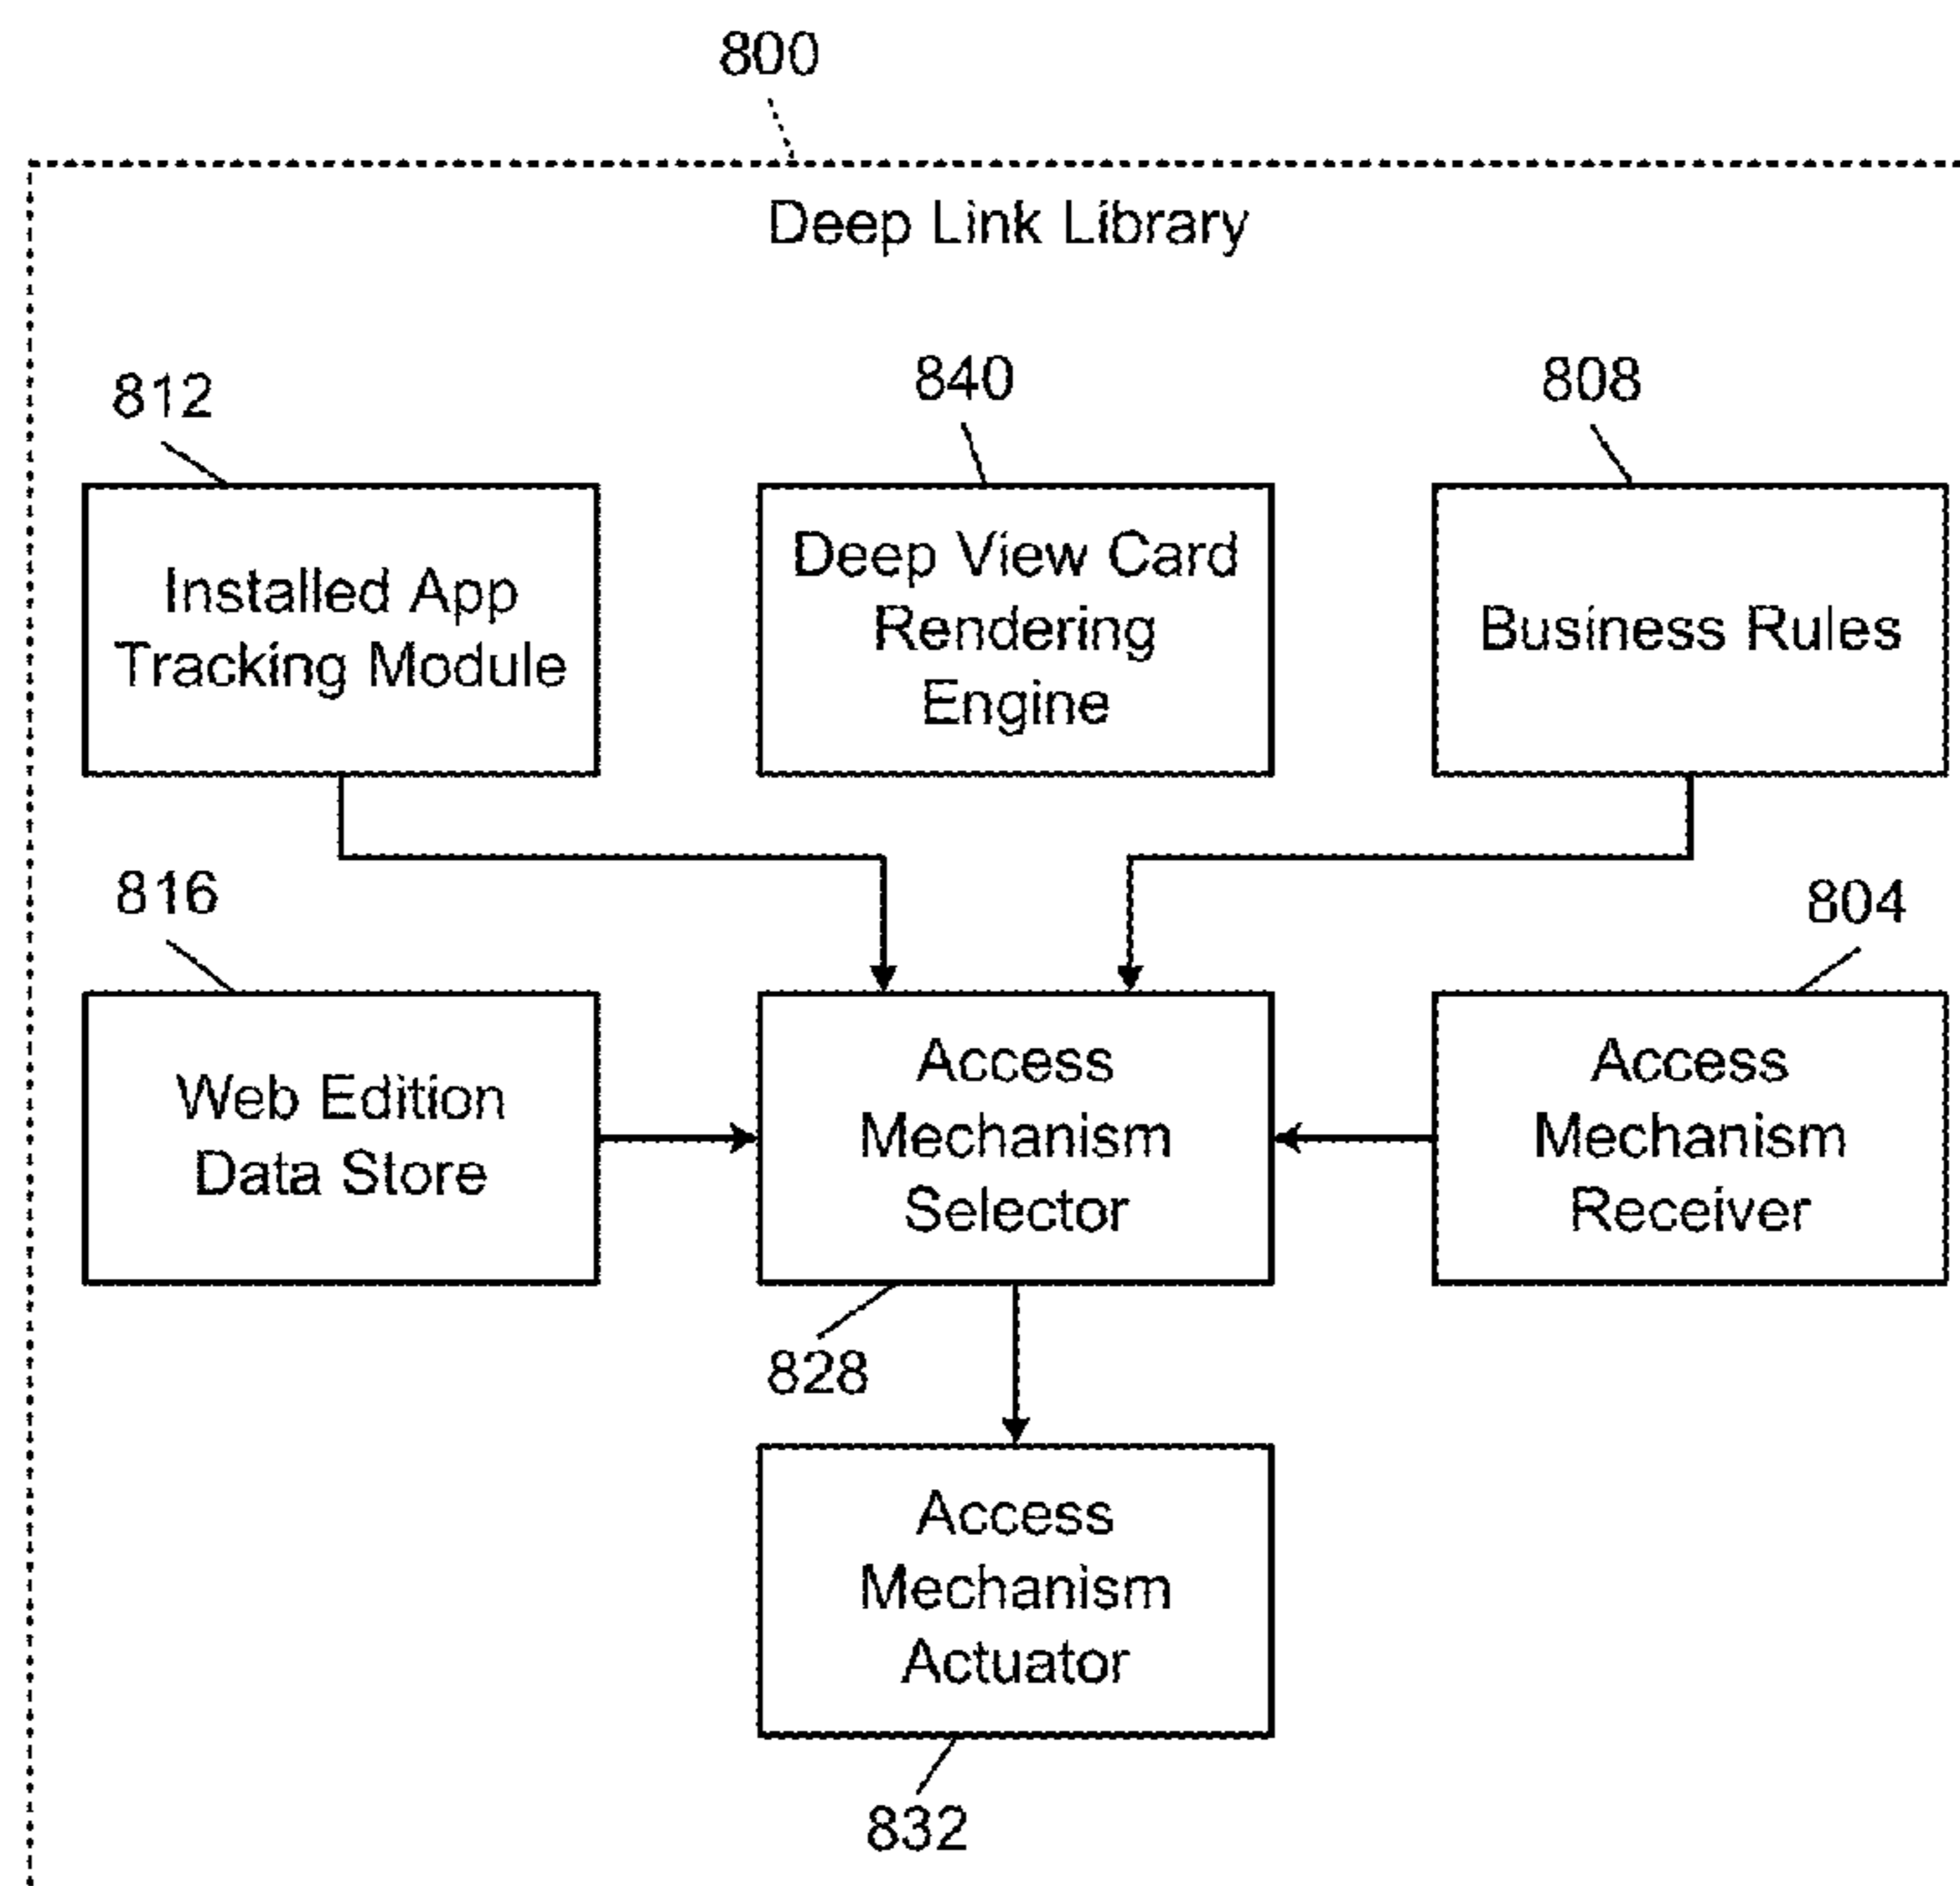 800
Deep Link Library
812
840
808
Installed App
Tracking Module
Deep View Card
Rendering
Engine
Business Rules
816
804
Web Edition
Data Store
Access
Mechanism
Selector
Access
Mechanism
Receiver
828
Access
Mechanism
Actuator
832